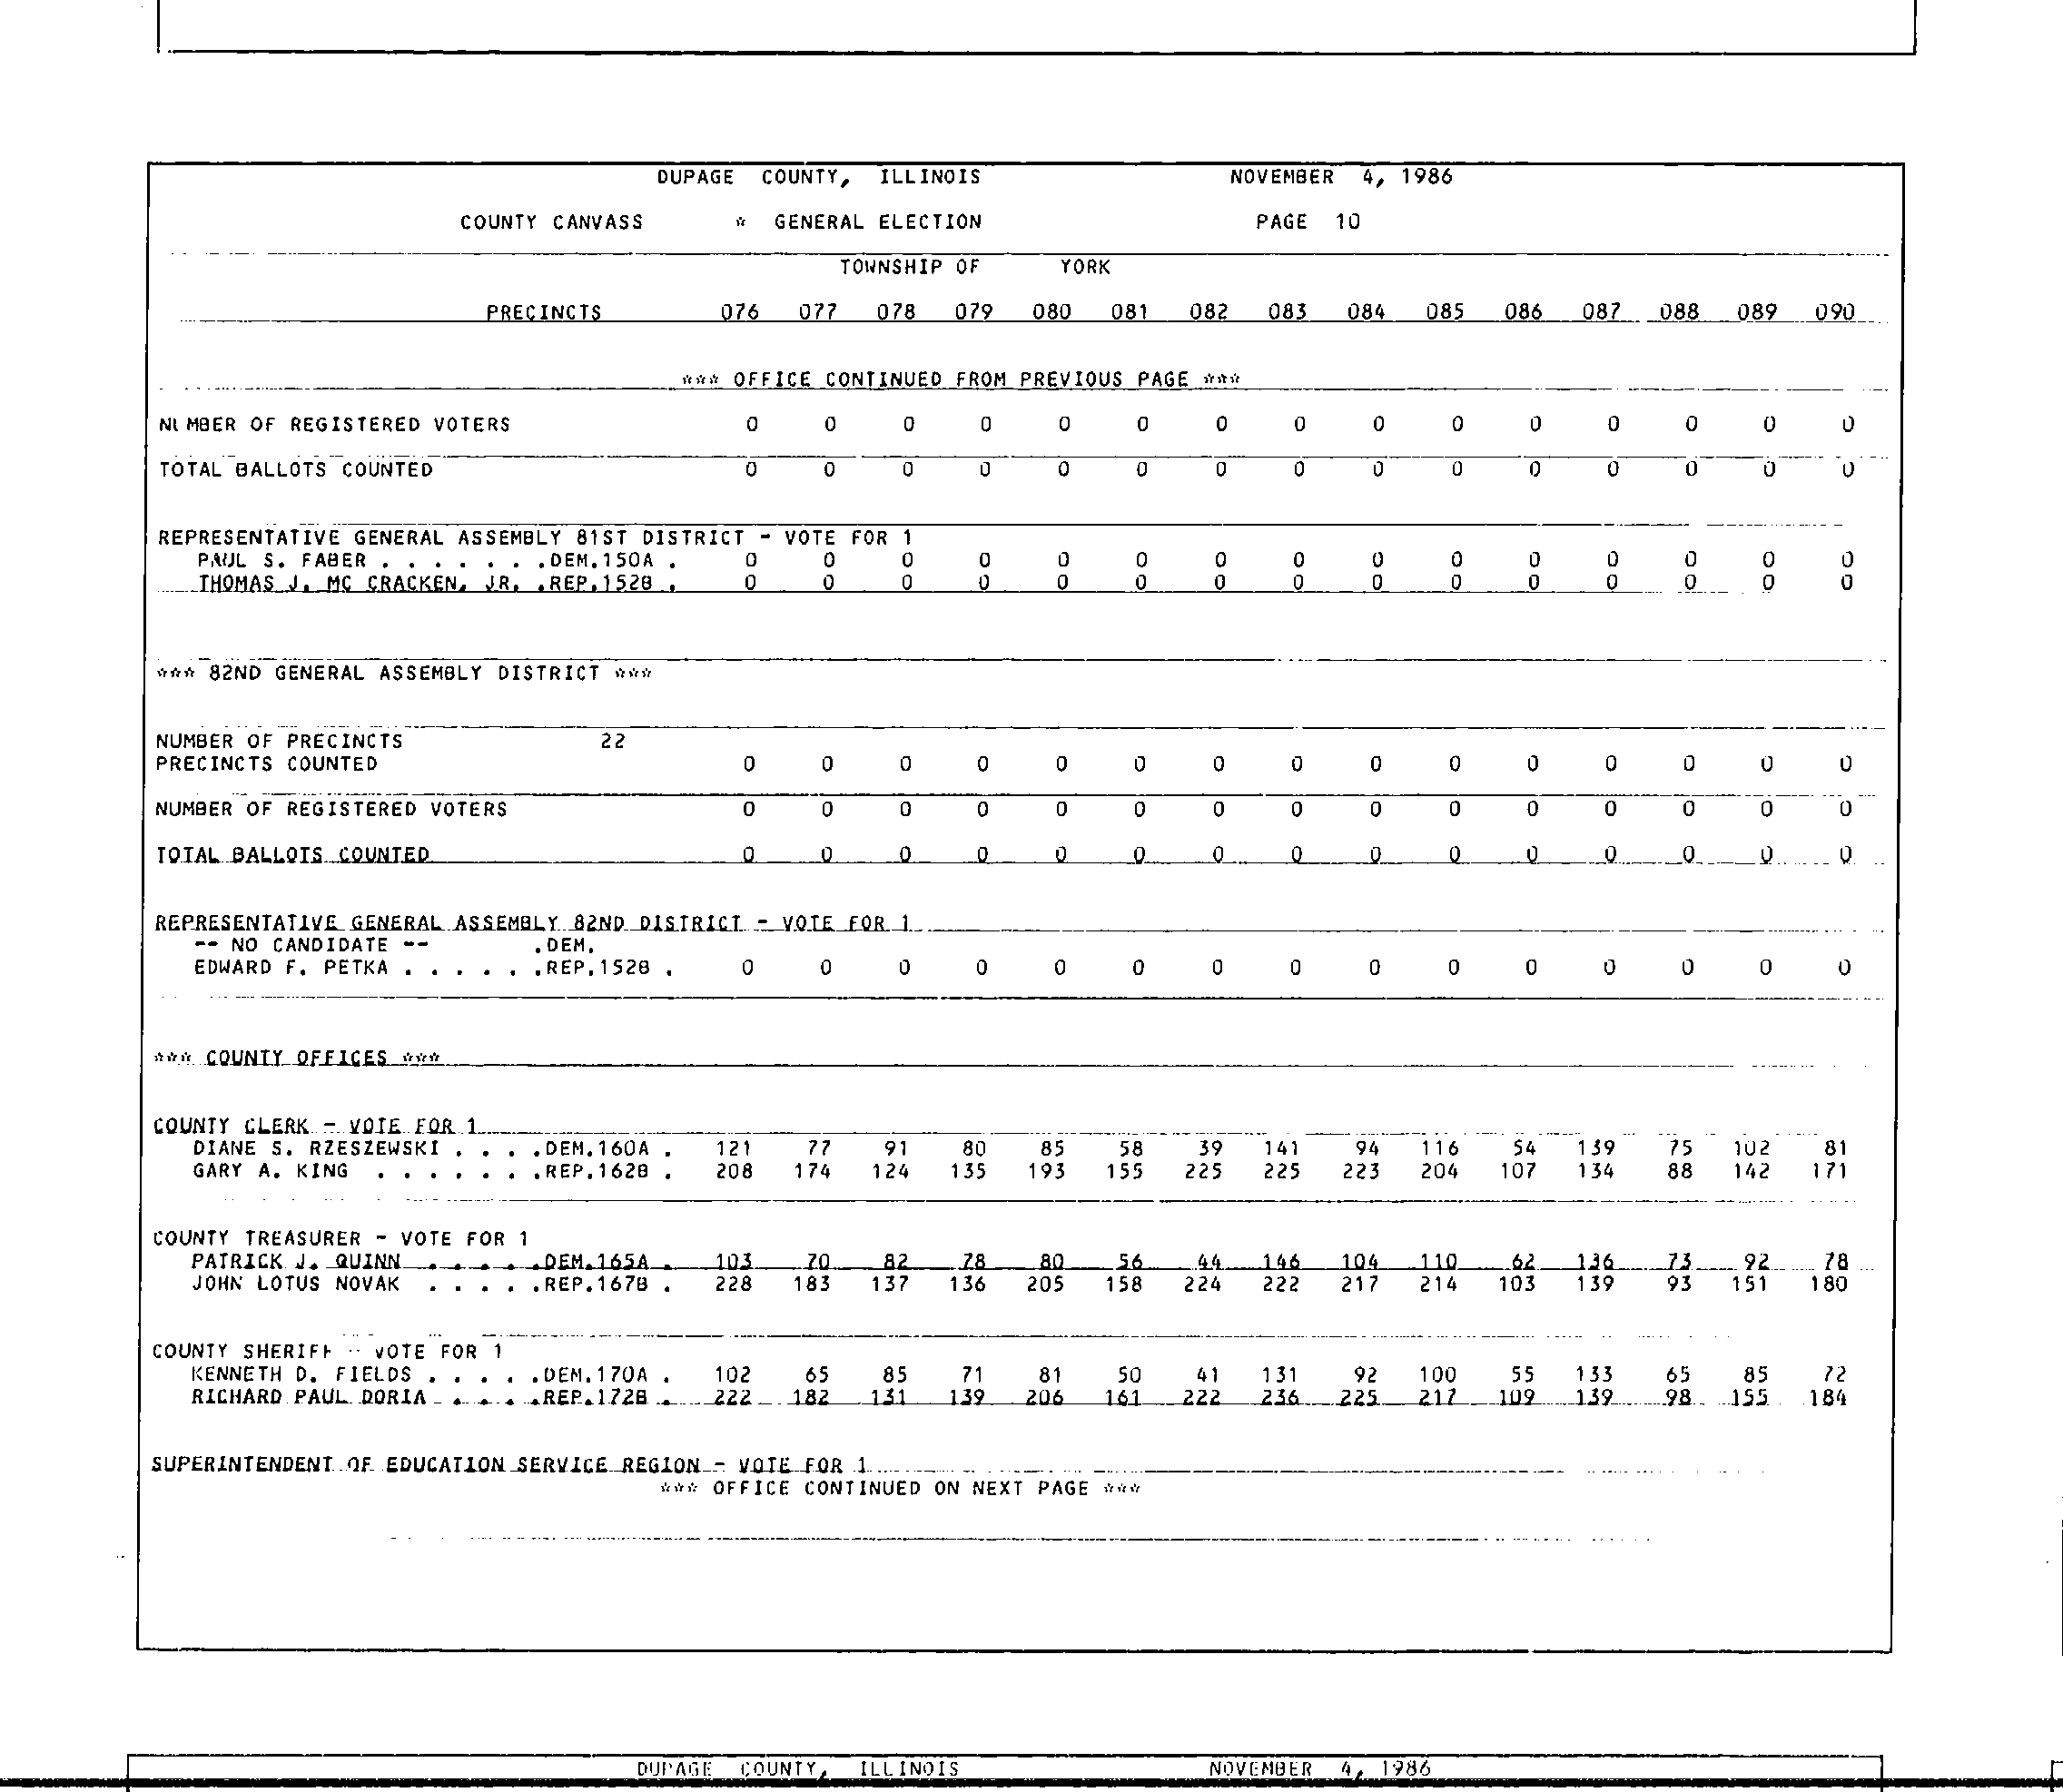 DUPAGE COUNTY, ILLINOIS NOVEMBER 4, 1986
COUNTY CANVASS * GENERAL ELECTION PAGE 10
TOWNSHIP OF YORK
PRECINCTS 076 077 078 079 080 081 082 083 084 085 086 087 088 089 090
*** OFFICE CONTINUED FROM PREVIOUS PAGE ***
NUMBER OF REGISTERED VOTERS 0 0 0 0 0 0 0 0 0 0 0 0 0 0 0
TOTAL BALLOTS COUNTED 0 0 0 0 0 0 0 0 0 0 0 0 0 0 0
REPRESENTATIVE GENERAL ASSEMBLY 81ST DISTRICT - VOTE FOR 1
PAUL S. FABER . . . . . . .DEM.150A . 0 0 0 0 0 0 0 0 0 0 0 0 0 0 0
THOMAS J. MC CRACKEN, JR. .REP.152B . 0 0 0 0 0 0 0 0 0 0 0 0 0 0 0
*** 82ND GENERAL ASSEMBLY DISTRICT ***
NUMBER OF PRECINCTS 22
PRECINCTS COUNTED 0 0 0 0 0 0 0 0 0 0 0 0 0 0 0
NUMBER OF REGISTERED VOTERS 0 0 0 0 0 0 0 0 0 0 0 0 0 0 0
TOTAL BALLOTS COUNTED 0 0 0 0 0 0 0 0 0 0 0 0 0 0 0
REPRESENTATIVE GENERAL ASSEMBLY 82ND DISTRICT - VOTE FOR 1
-- NO CANDIDATE -- .DEM.
EDWARD F. PETKA . . . . . .REP.152B . 0 0 0 0 0 0 0 0 0 0 0 0 0 0 0
*** COUNTY OFFICES ***
COUNTY CLERK - VOTE FOR 1
DIANE S. RZESZEWSKI . . . .DEM.160A . 121 77 91 80 85 58 39 141 94 116 54 139 75 102 81
GARY A. KING . . . . . . .REP.162B . 208 174 124 135 193 155 225 225 223 204 107 134 88 142 171
COUNTY TREASURER - VOTE FOR 1
PATRICK J. QUINN . . . . .DEM.165A . 103 70 82 78 80 56 44 146 104 110 62 136 73 92 78
JOHN LOTUS NOVAK . . . . .REP.167B . 228 183 137 136 205 158 224 222 217 214 103 139 93 151 180
COUNTY SHERIFF - VOTE FOR 1
KENNETH D. FIELDS . . . . .DEM.170A . 102 65 85 71 81 50 41 131 92 100 55 133 65 85 72
RICHARD PAUL DORIA . . . .REP.172B . 222 182 131 139 206 161 222 236 225 217 109 139 98 155 184
SUPERINTENDENT OF EDUCATION SERVICE REGION - VOTE FOR 1
*** OFFICE CONTINUED ON NEXT PAGE ***
DUPAGE COUNTY, ILLINOIS NOVEMBER 4, 1986